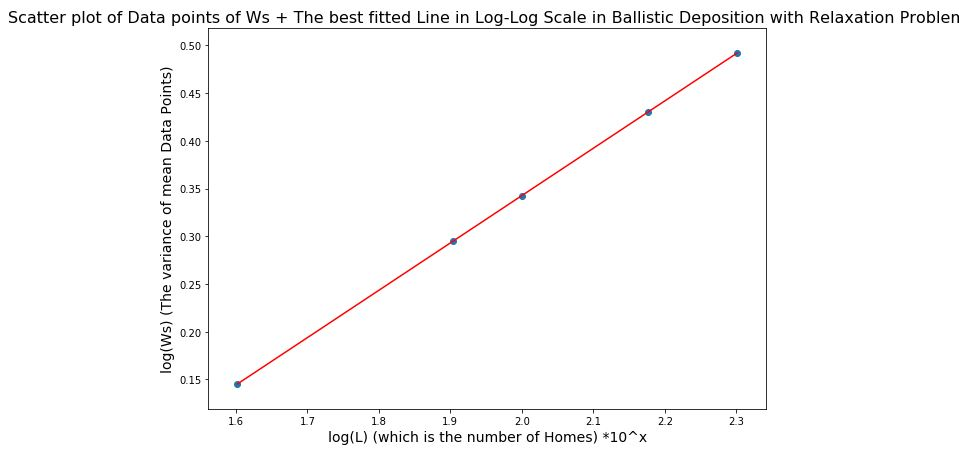 Scatter plot of Data points of Ws + The best fitted Line in Log-Log Scale in Ballistic Deposition with Relaxation Problem
0.50
0.45
0.40
0.35
0.30
0.25
0.20
0.15
log(Ws) (The variance of mean Data Points)
1.6 1.7 1.8 1.9 2.0 2.1 2.2 2.3
log(L) (which is the number of Homes) *10^x